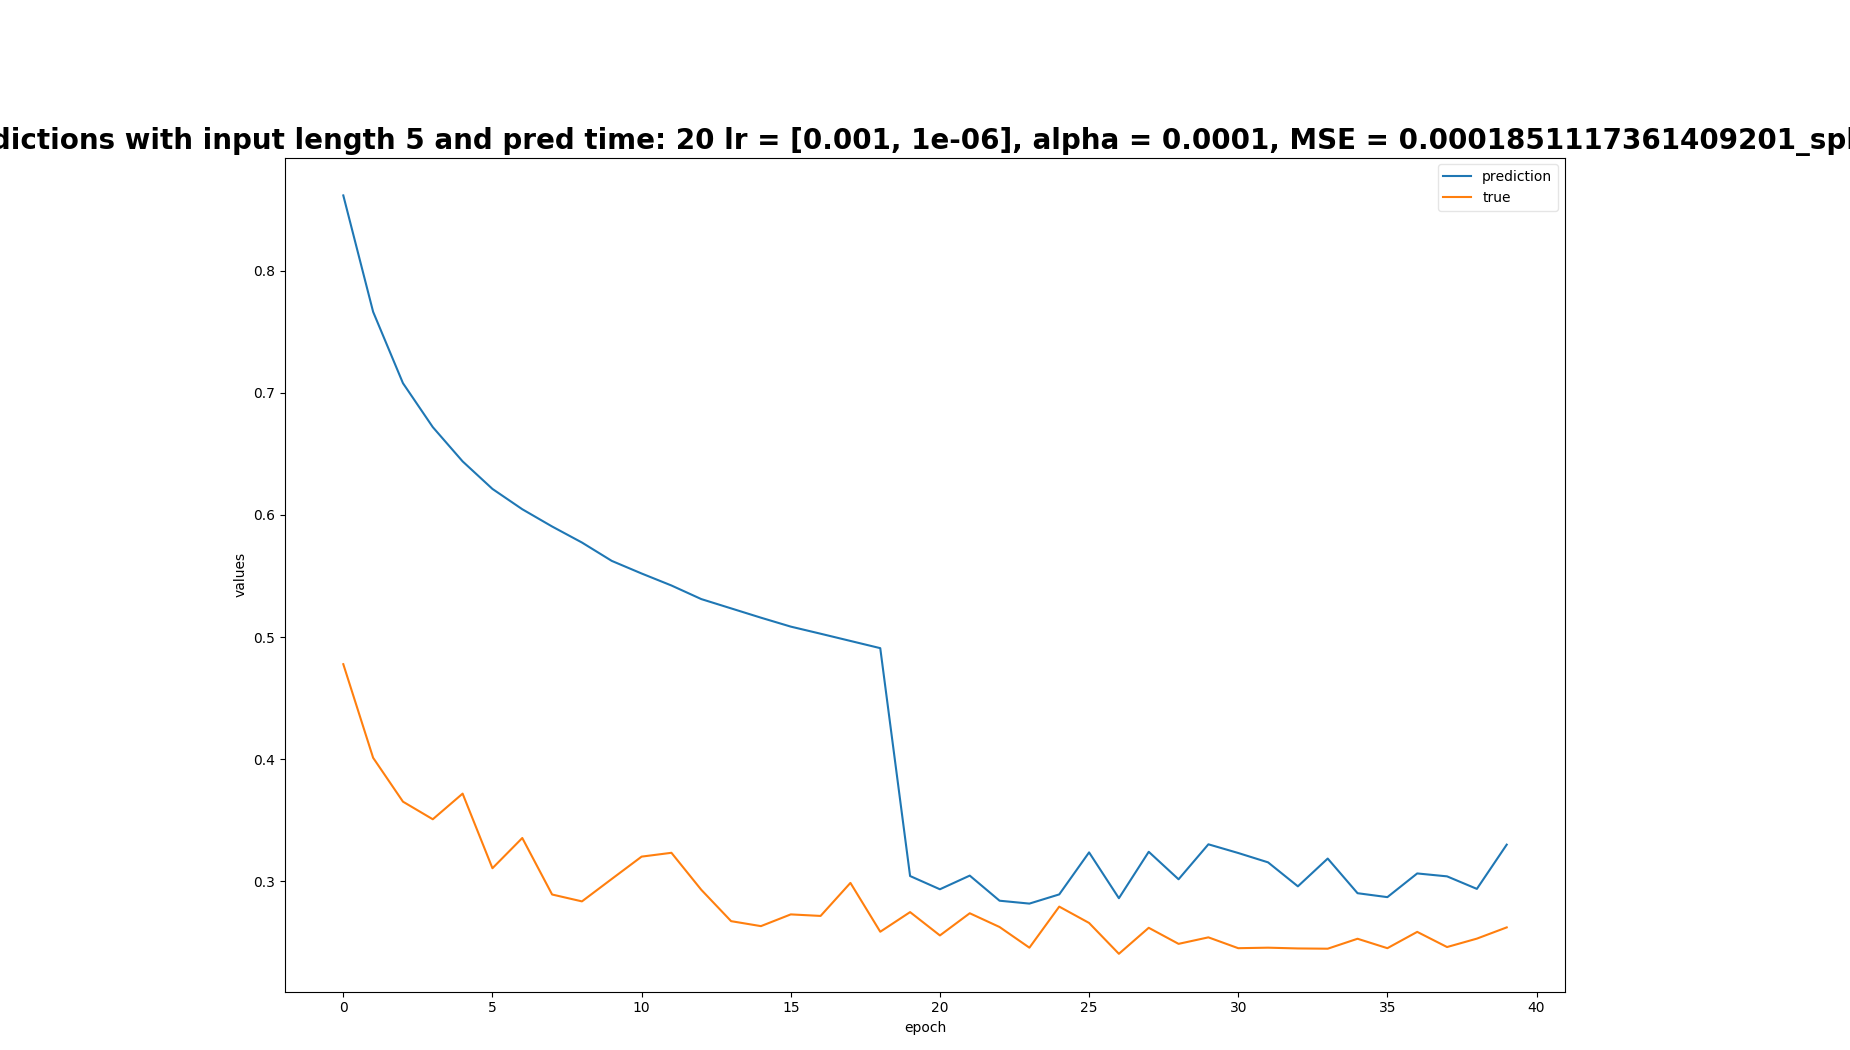 dictions with input length 5 and pred time: 20 lr = [0.001, 1e-06], alpha = 0.0001, MSE = 0.0001851117361409201_spl
prediction
true
0.8
0.7
0.6
0.5
0.4
0.3
values
0 5 10 15 20 25 30 35 40
epoch